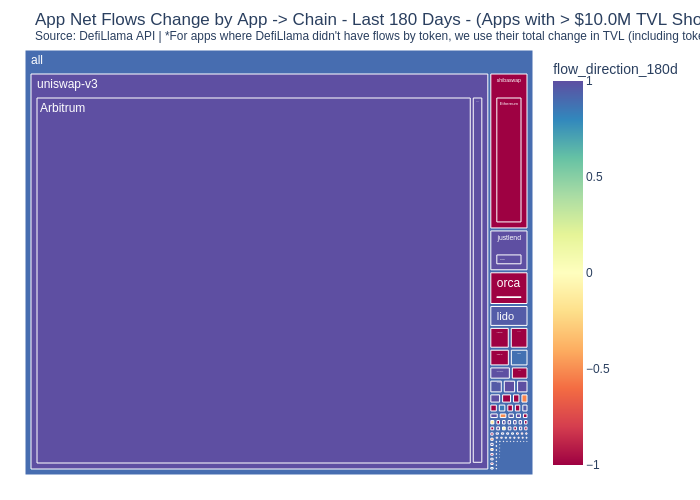 App Net Flows Change by App -> Chain - Last 180 Days - (Apps with > $10.0M TVL Sho
Source: DefiLlama API | *For apps where DefiLlama didn't have flows by token, we use their total change in TVL (including toke
all
uniswap-v3
Arbitrum
shibaswap
Ethereum
justlend
orca
lido
flow_direction_180d
1
0.5
0
−0.5
−1